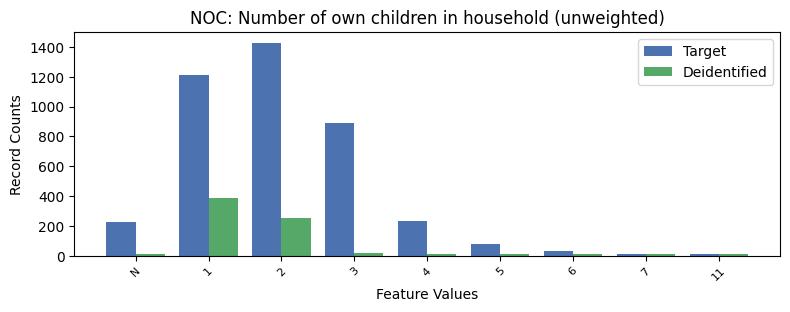 NOC: Number of own children in household (unweighted)
Target
Deidentified
Record Counts
1400
1200
1000
800
600
400
200
0
N 1 2 3 4 5 6 7 11
Feature Values